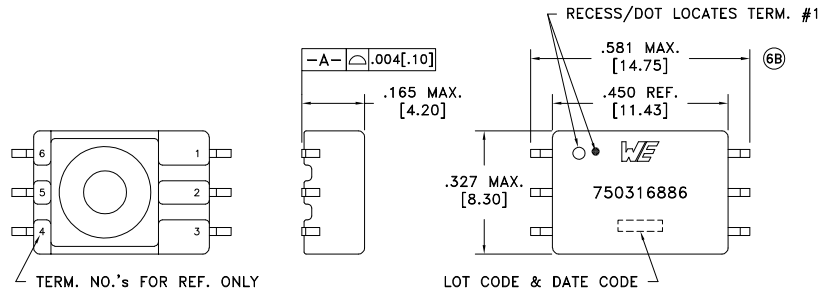 RECESS/DOT LOCATES TERM. #1
.581 MAX.
[14.75]
6B
-A- ⌓ .004[.10]
.165 MAX.
[4.20]
.450 REF.
[11.43]
6
1
5
2
4
3
.327 MAX.
[8.30]
WE
750316886
TERM. NO.'s FOR REF. ONLY
LOT CODE & DATE CODE